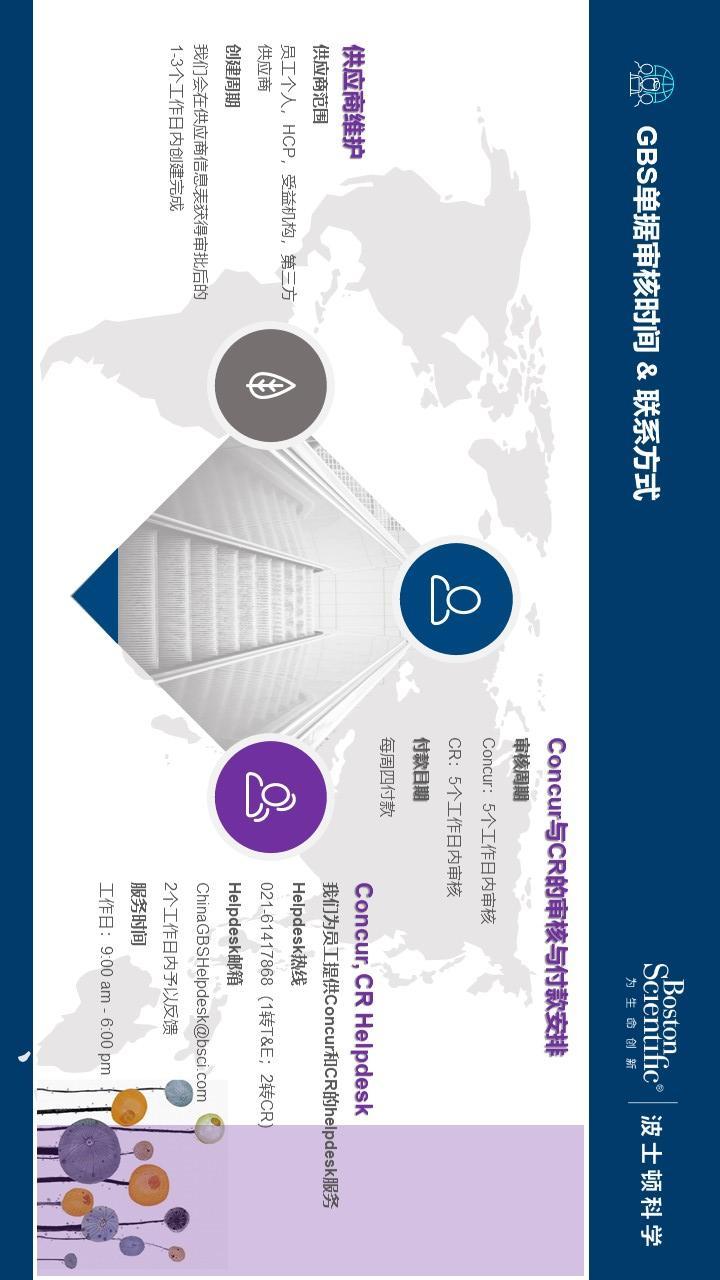 GBS单据审核时间 & 联系方式
Boston
Scientific®
为生命创新
波士顿科学
Concur与CR的审核与付款安排
审核周期
Concur：5个工作日内审核
CR：5个工作日内审核
付款日期
每周四付款
供应商维护
供应商范围
员工个人，HCP，受益机构，第三方
供应商
创建周期
我们会在供应商信息表获得审批后的
1-3个工作日内创建完成
Concur, CR Helpdesk
我们为员工提供Concur和CR的helpdesk服务
Helpdesk热线
021-61417868（1转T&E；2转CR）
Helpdesk邮箱
ChinaGBSHelpdesk@bsci.com
2个工作日内予以反馈
服务时间
工作日：9:00 am - 6:00 pm